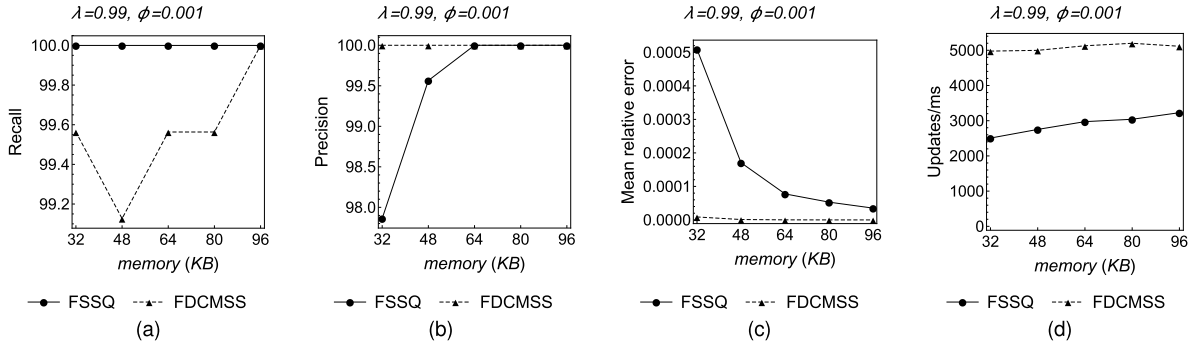 λ=0.99, ϕ=0.001
100.0
99.8
99.6
99.4
99.2
Recall
32 48 64 80 96
memory (KB)
FSSQ FDCMSS
(a)
λ=0.99, ϕ=0.001
100.0
99.5
99.0
98.5
98.0
Precision
32 48 64 80 96
memory (KB)
FSSQ FDCMSS
(b)
λ=0.99, ϕ=0.001
0.0005
0.0004
0.0003
0.0002
0.0001
0.0000
Mean relative error
32 48 64 80 96
memory (KB)
FSSQ FDCMSS
(c)
λ=0.99, ϕ=0.001
5000
4000
3000
2000
1000
0
Updates/ms
32 48 64 80 96
memory (KB)
FSSQ FDCMSS
(d)